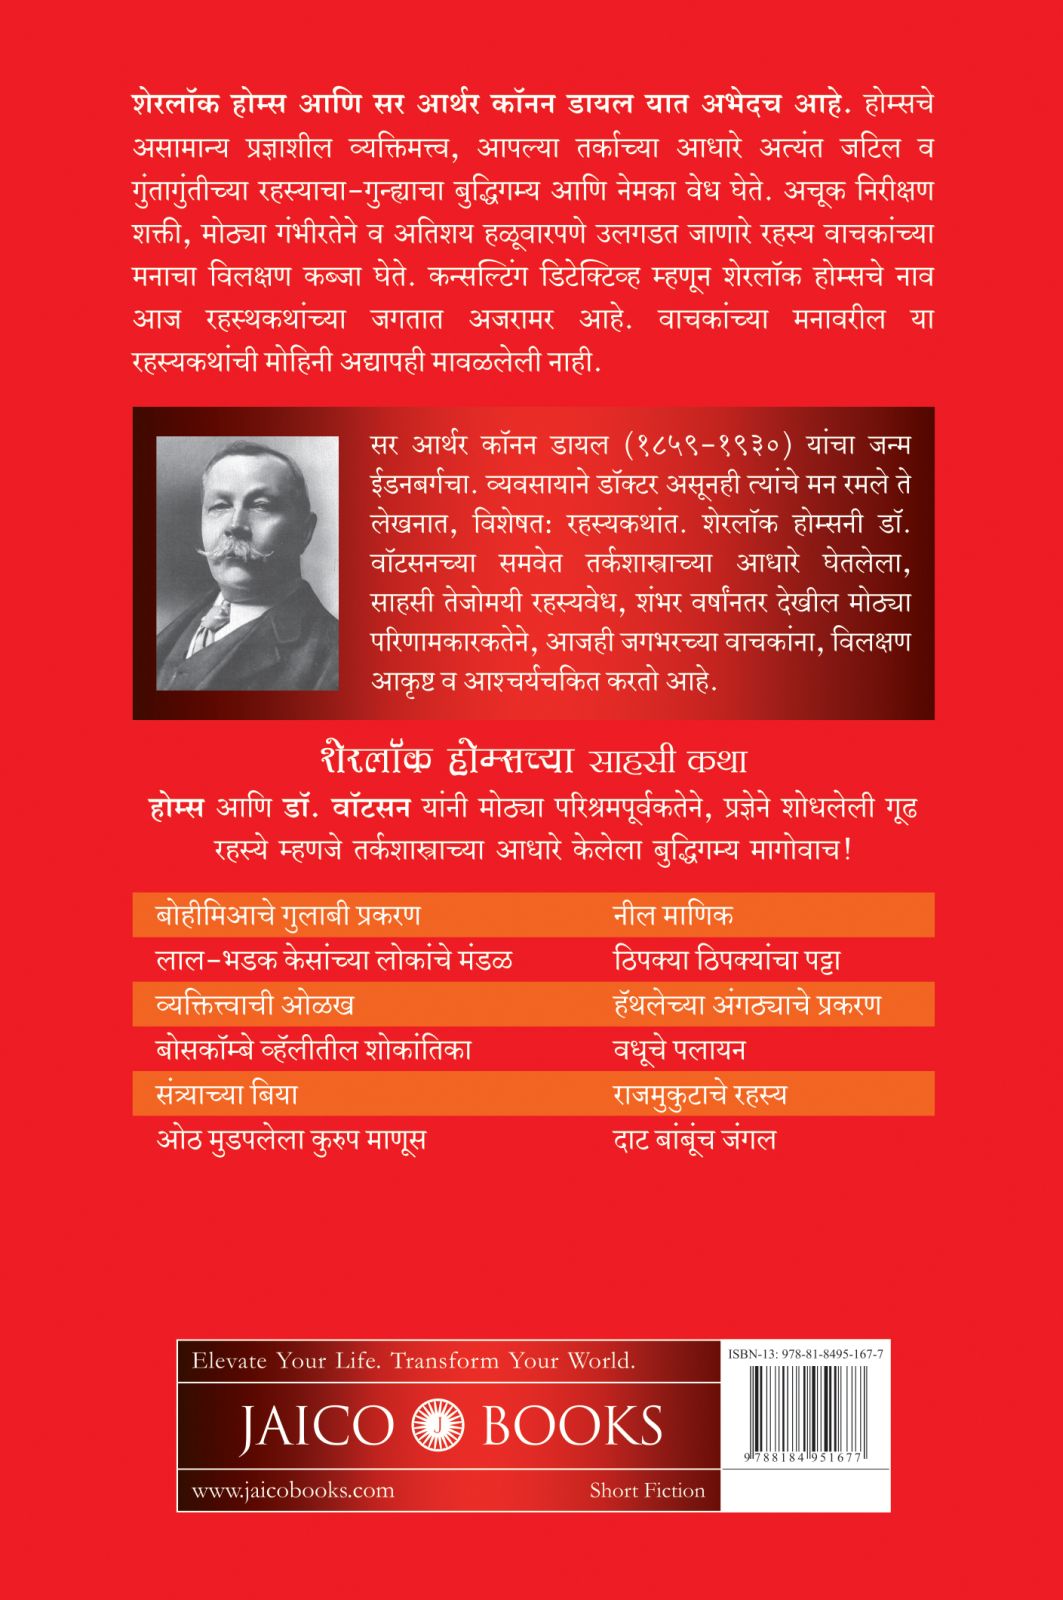 शेरलॉक होम्स आणि सर आर्थर कॉनन डायल यात अभेदच आहे. होम्सचे
असामान्य प्रज्ञाशील व्यक्तिमत्त्व, आपल्या तर्काच्या आधारे अत्यंत जटिल व
गुंतागुंतीच्या रहस्याचा-गुन्ह्याचा बुद्धिगम्य आणि नेमका वेध घेते. अचूक निरीक्षण
शक्ती, मोठ्या गंभीरतेने व अतिशय हळूवारपणे उलगडत जाणारे रहस्य वाचकांच्या
मनाचा विलक्षण कब्जा घेते. कन्सल्टिंग डिटेक्टिव्ह म्हणून शेरलॉक होम्सचे नाव
आज रहस्थकथांच्या जगतात अजरामर आहे. वाचकांच्या मनावरील या
रहस्यकथांची मोहिनी अद्यापही मावळलेली नाही.
सर आर्थर कॉनन डायल (१८५९-१९३०) यांचा जन्म
ईडनबर्गचा. व्यवसायाने डॉक्टर असूनही त्यांचे मन रमले ते
लेखनात, विशेषतः रहस्यकथांत. शेरलॉक होम्सनी डॉ.
वॉटसनच्या समवेत तर्कशास्त्राच्या आधारे घेतलेला,
साहसी तेजोमयी रहस्यवेध, शंभर वर्षांनतर देखील मोठ्या
परिणामकारकतेने, आजही जगभरच्या वाचकांना, विलक्षण
आकृष्ट व आश्चर्यचकित करतो आहे.
शेरलॉक होम्सच्या साहसी कथा
होम्स आणि डॉ. वॉटसन यांनी मोठ्या परिश्रमपूर्वकतेने, प्रज्ञेने शोधलेली गूढ
रहस्ये म्हणजे तर्कशास्त्राच्या आधारे केलेला बुद्धिगम्य मागोवाच!
बोहीमिआचे गुलाबी प्रकरण नील माणिक
लाल-भडक केसांच्या लोकांचे मंडळ ठिपक्या ठिपक्यांचा पट्टा
व्यक्तित्त्वाची ओळख हॅथलेच्या अंगठ्याचे प्रकरण
बोसकॉम्बे व्हॅलीतील शोकांतिका वधूचे पलायन
संत्र्याच्या बिया राजमुकुटाचे रहस्य
ओठ मुडपलेला कुरुप माणूस दाट बांबूंच जंगल
Elevate Your Life. Transform Your World.
JAICO J BOOKS
www.jaicobooks.com Short Fiction
ISBN-13: 978-81-8495-167-7
9 788184 951677